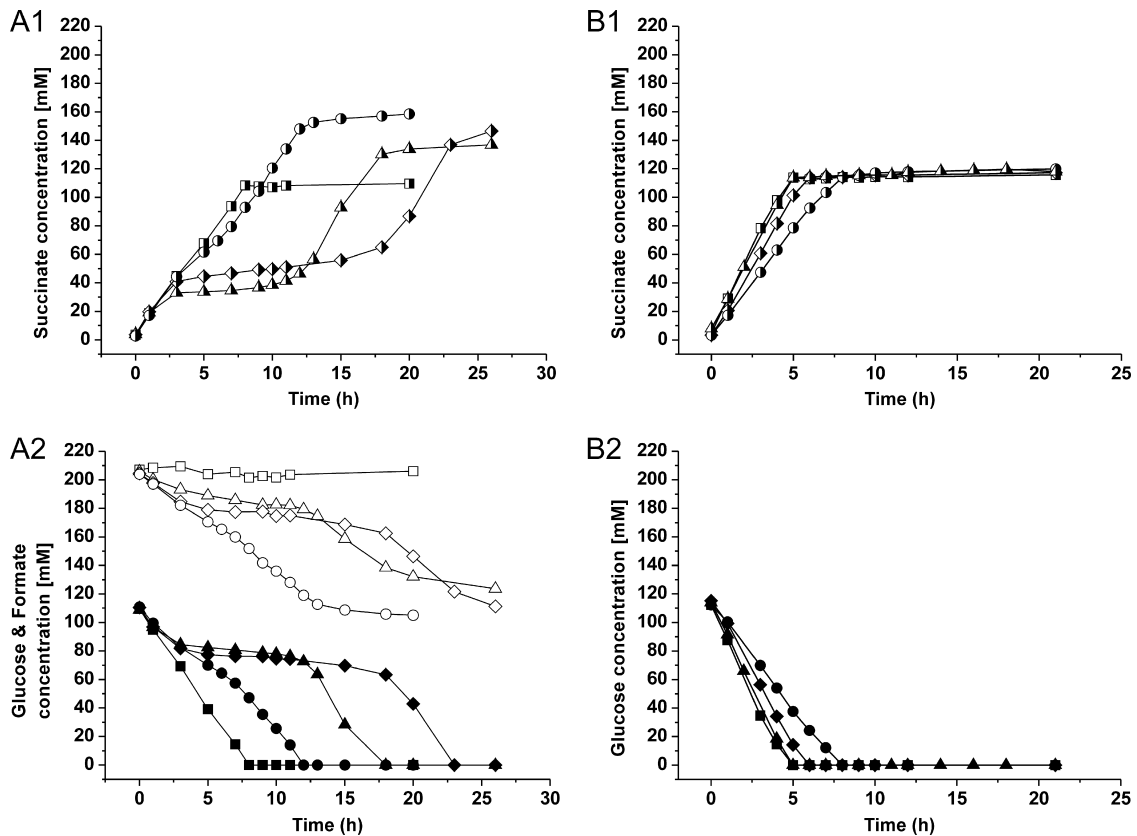 A1
220
200
180
160
140
120
100
80
60
40
20
0
Succinate concentration [mM]
0 5 10 15 20 25 30
Time (h)
B1
220
200
180
160
140
120
100
80
60
40
20
0
Succinate concentration [mM]
0 5 10 15 20 25
Time (h)
A2
220
200
180
160
140
120
100
80
60
40
20
0
Glucose & Formate
concentration [mM]
0 5 10 15 20 25 30
Time (h)
B2
220
200
180
160
140
120
100
80
60
40
20
0
Glucose concentration [mM]
0 5 10 15 20 25
Time (h)